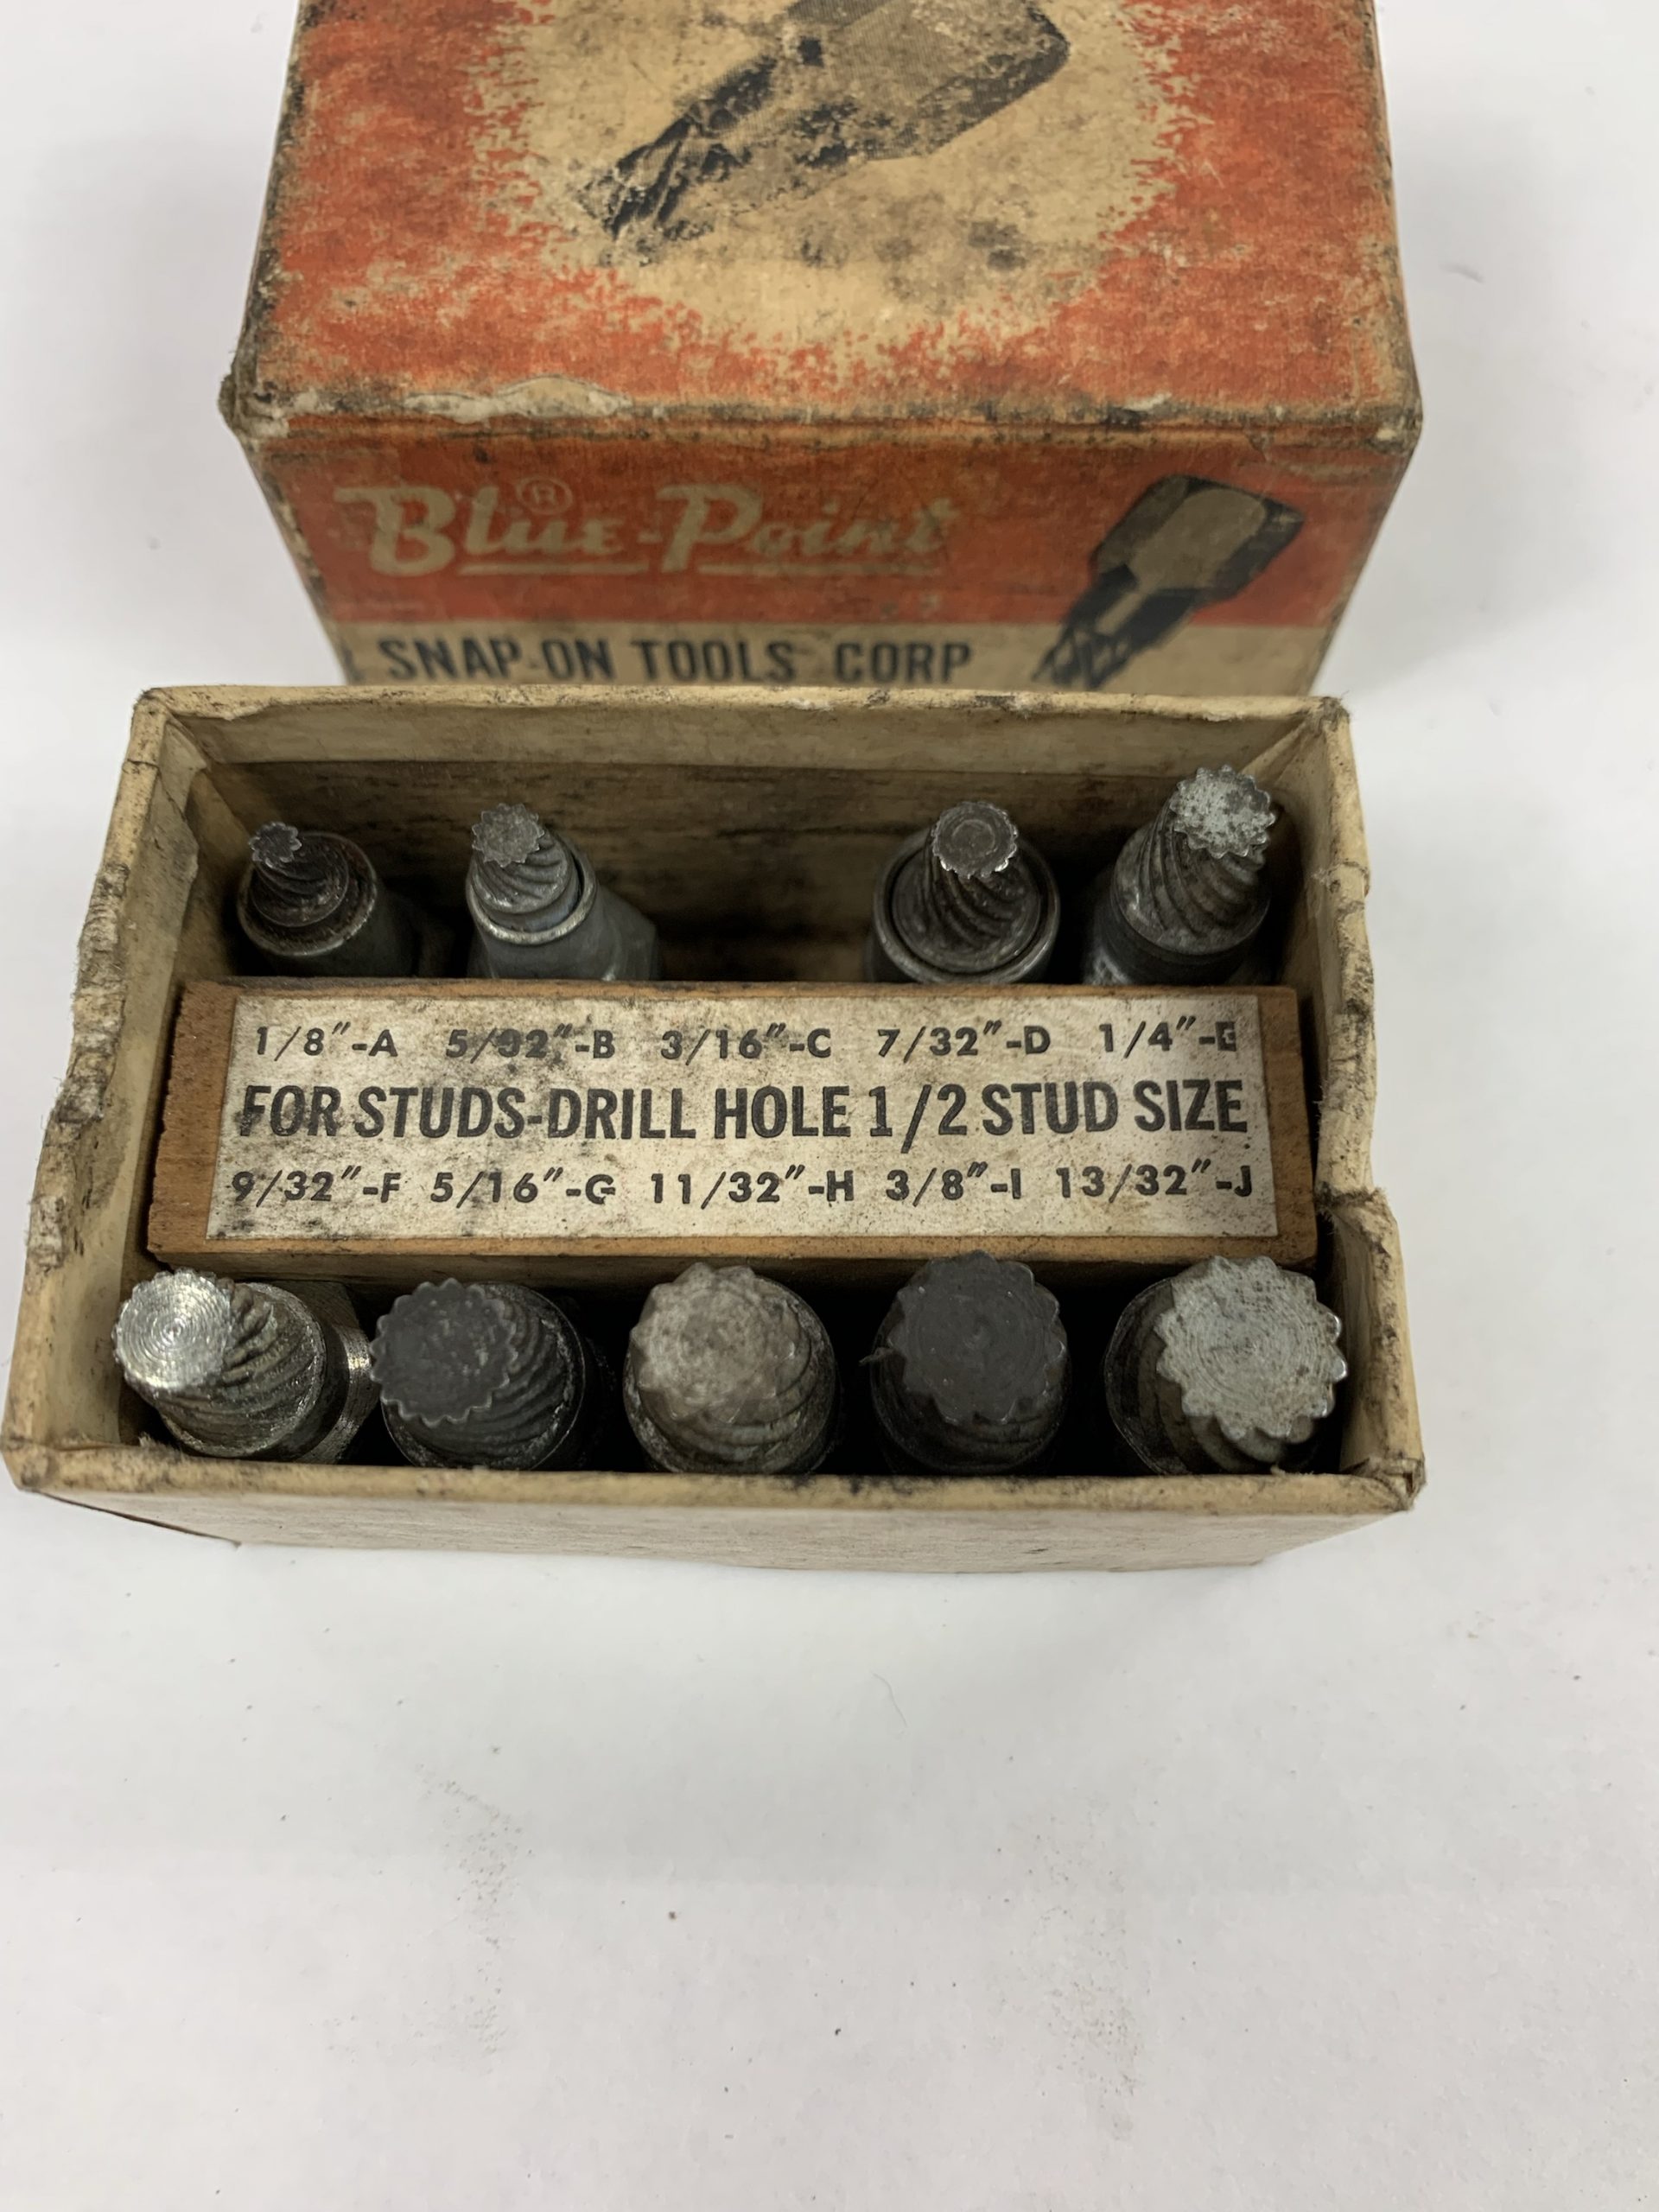 Blue-Point ®
SNAP-ON TOOLS CORP
1/8"-A 5/32"-B 3/16"-C 7/32"-D 1/4"-E
FOR STUDS-DRILL HOLE 1/2 STUD SIZE
9/32"-F 5/16"-G 11/32"-H 3/8"-I 13/32"-J